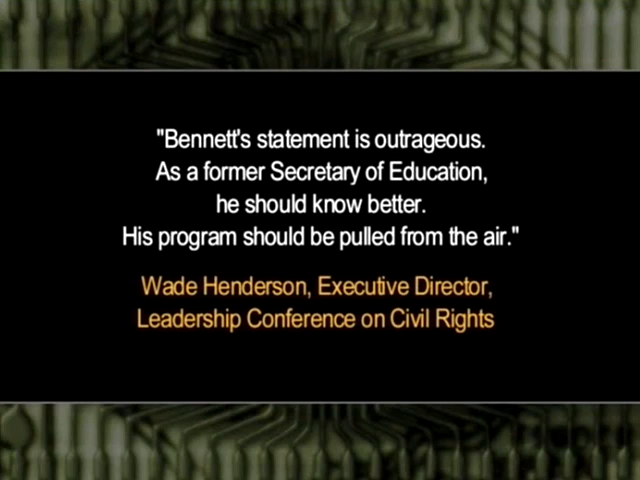 "Bennett's statement is outrageous.
As a former Secretary of Education,
he should know better.
His program should be pulled from the air."
Wade Henderson, Executive Director,
Leadership Conference on Civil Rights